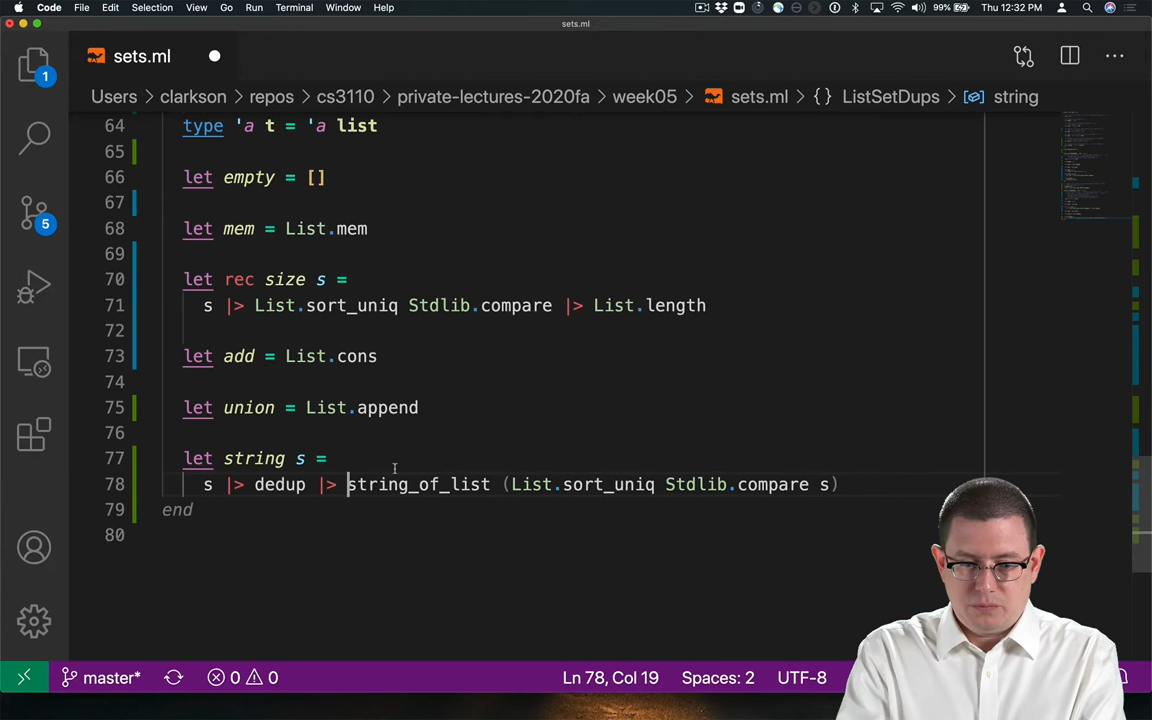 Code File Edit Selection View Go Run Terminal Window Help 99% Thu 12:32 PM
sets.ml
sets.ml
1
Users > clarkson > repos > cs3110 > private-lectures-2020fa > week05 > sets.ml > {} ListSetDups > string
64 type 'a t = 'a list
65
66 let empty = []
67
68 let mem = List.mem
69
70 let rec size s =
71 s |> List.sort_uniq Stdlib.compare |> List.length
72
73 let add = List.cons
74
75 let union = List.append
76
77 let string s =
78 s |> dedup |> string_of_list (List.sort_uniq Stdlib.compare s)
79 end
80
5
master* 0 0 Ln 78, Col 19 Spaces: 2 UTF-8